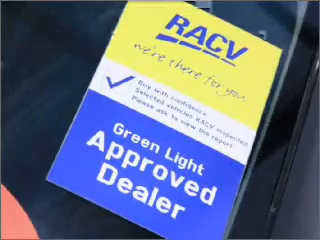 RACV
we're there for you
Buy with confidence
Selected vehicles RACV inspected
Please ask to view the report
Green Light
Approved
Dealer